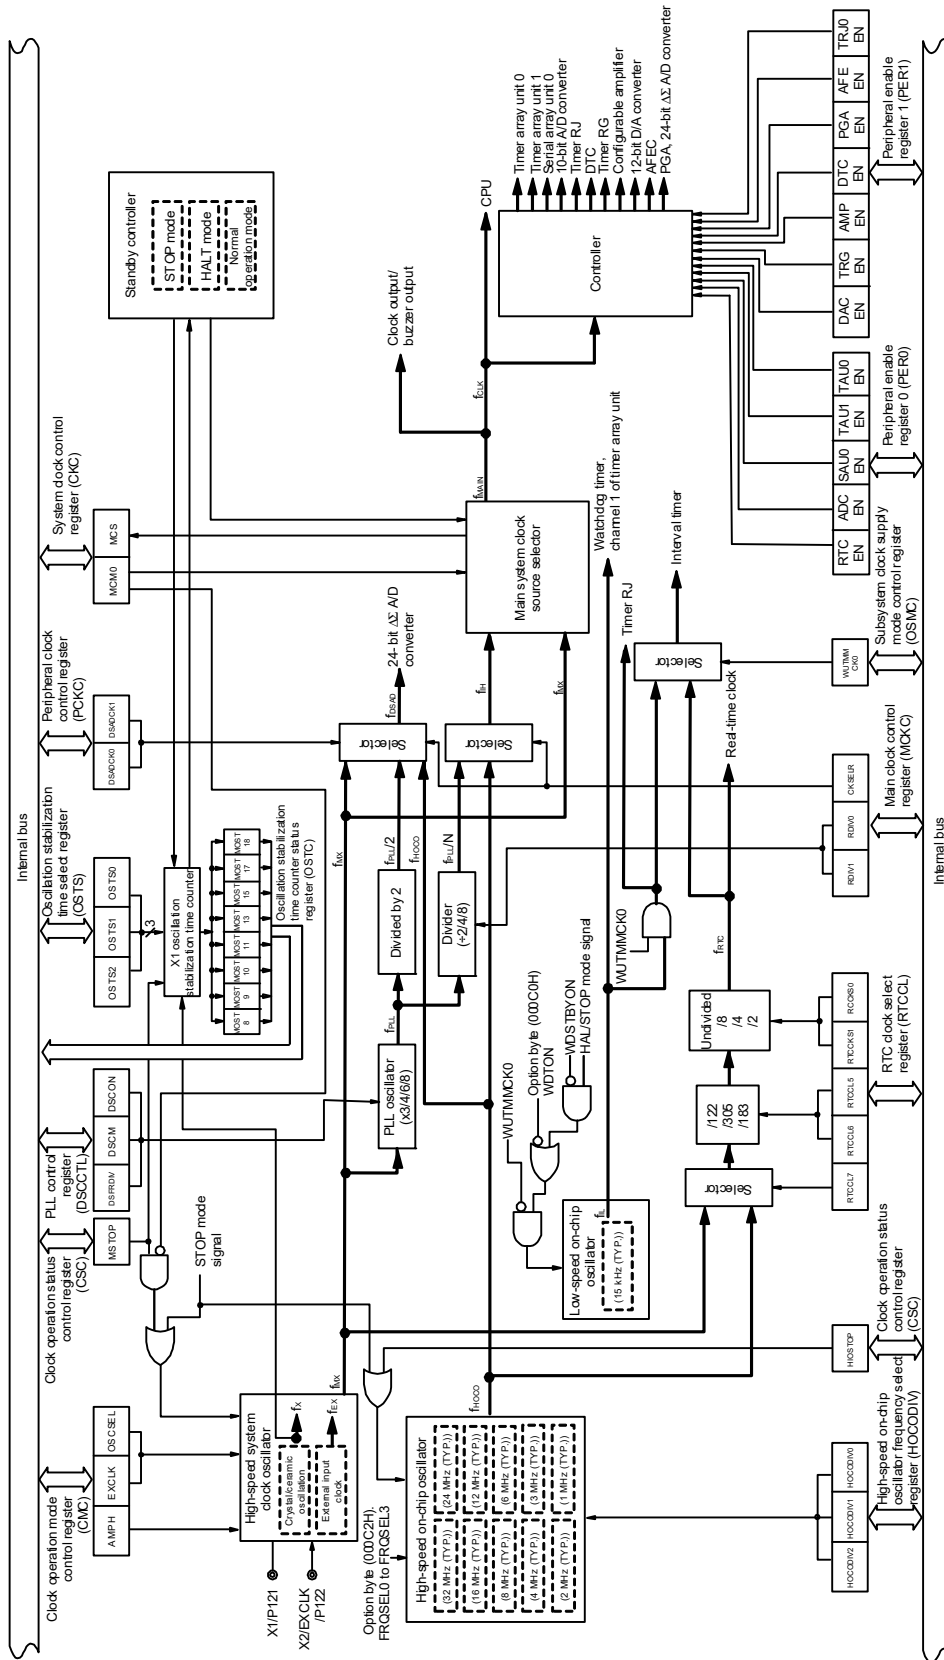 Internal bus
Clock operation mode
control register
(CMC)
AMPH
EXCLK
OSCSEL
Clock operation status
control register
(CSC)
MSTOP
PLL control
register
(DSCCTL)
DSFRDIV
DSCM
DSCON
Oscillation stabilization
time select register
(OSTS)
OSTS2
OSTS1
OSTS0
3
Peripheral clock
control register
(PCKC)
DSADCK0
DSADCK1
System clock control
register (CKC)
MCM0
MCS
Standby controller
STOP mode
HALT mode
Normal
operation mode
STOP mode
signal
X1 oscillation
stabilization time counter
MOST
8
MOST
9
MOST
10
MOST
11
MOST
13
MOST
15
MOST
17
MOST
18
Oscillation stabilization
time counter status
register (OSTC)
High-speed system
clock oscillator
Crystal/ceramic
oscillation
External input
clock
fX
fEX
fMX
X1/P121
X2/EXCLK
/P122
Option byte (000C2H).
FRQSEL0 to FRQSEL3
fMX
PLL oscillator
(x3/4/6/8)
fPLL
Divided by 2
Divider
(÷2/4/8)
fPLL/2
fHOCO
fPLL/N
Selector
Selector
fDSAD
24- bit ΔΣ A/D
converter
fIH
fMX
Main system clock
source selector
fMAIN
fCLK
Clock output/
buzzer output
CPU
Controller
Timer array unit 0
Timer array unit 1
Serial array unit 0
10-bit A/D converter
Timer RJ
DTC
Timer RG
Configurable amplifier
12-bit D/A converter
AFEC
PGA, 24-bit ΔΣ A/D converter
High-speed on-chip oscillator
(32 MHz (TYP.))
(24 MHz (TYP.))
(16 MHz (TYP.))
(12 MHz (TYP.))
(8 MHz (TYP.))
(6 MHz (TYP.))
(4 MHz (TYP.))
(3 MHz (TYP.))
(2 MHz (TYP.))
(1 MHz (TYP.))
fHOCO
WUTMMCK0
Option byte (000C0H)
WDTON
WDSTBYON
HAL/STOP mode signal
Low-speed on-chip
oscillator
(15 kHz (TYP.))
fIL
WUTMMCK0
Watchdog timer,
channel 1 of timer array unit
Timer RJ
Selector
Interval timer
Selector
/122
/305
/183
Undivided
/8
/4
/2
fRTC
Real-time clock
HOCODIV2
HOCODIV1
HOCODIV0
High-speed on-chip
oscillator frequency select
register (HOCODIV)
HIOSTOP
Clock operation status
control register
(CSC)
RTCCL7
RTCCL6
RTCCL5
RTCCKS1
RCCKS0
RTC clock select
register (RTCCL)
RDIV1
RDIV0
CKSELR
Main clock control
register (MCKC)
WUTMM
CK0
Subsystem clock supply
mode control register
(OSMC)
RTC
EN
ADC
EN
SAU0
EN
TAU1
EN
TAU0
EN
Peripheral enable
register 0 (PER0)
DAC
EN
TRG
EN
AMP
EN
DTC
EN
PGA
EN
AFE
EN
TRJ0
EN
Peripheral enable
register 1 (PER1)
Internal bus